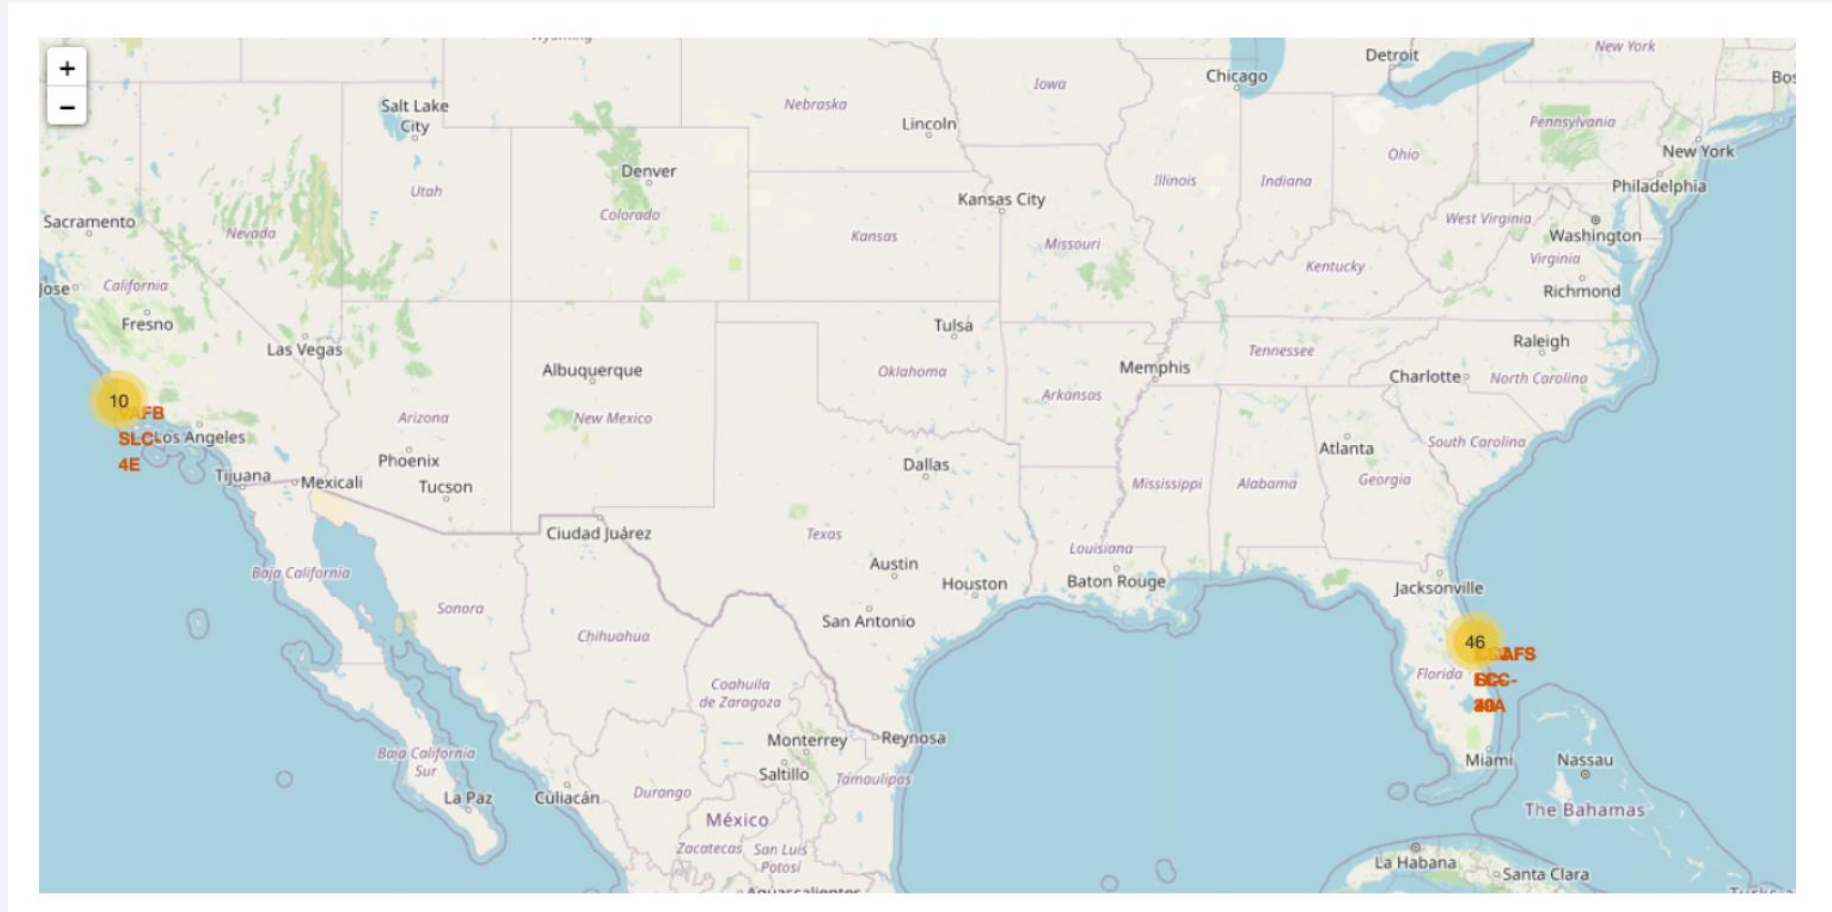 +
−
Wyoming
New York
Detroit
Chicago
Iowa
Salt Lake
City
Nebraska
Lincoln
Pennsylvania
Ohio
New York
Denver
Utah
Illinois
Indiana
Philadelphia
Kansas City
Colorado
Sacramento
Nevada
West Virginia
Washington
Kansas
Missouri
Virginia
Kentucky
Jose
California
Richmond
Fresno
Tulsa
Las Vegas
Raleigh
Tennessee
Albuquerque
Memphis
Oklahoma
Charlotte
North Carolina
Arkansas
10
VAFB
SLC-
4E
Los Angeles
Arizona
New Mexico
Atlanta
South Carolina
Phoenix
Dallas
Tijuana
Mexicali
Tucson
Mississippi
Alabama
Georgia
Ciudad Juárez
Texas
Louisiana
Austin
Houston
Baton Rouge
Baja California
Jacksonville
Sonora
San Antonio
Chihuahua
46
Florida
Coahuila
de Zaragoza
Monterrey
Reynosa
Baja California
Sur
Saltillo
Tamaulipas
Miami
Nassau
La Paz
Culiacán
Durango
The Bahamas
México
Zacatecas
San Luis
Potosí
La Habana
Santa Clara
Aguascalientes